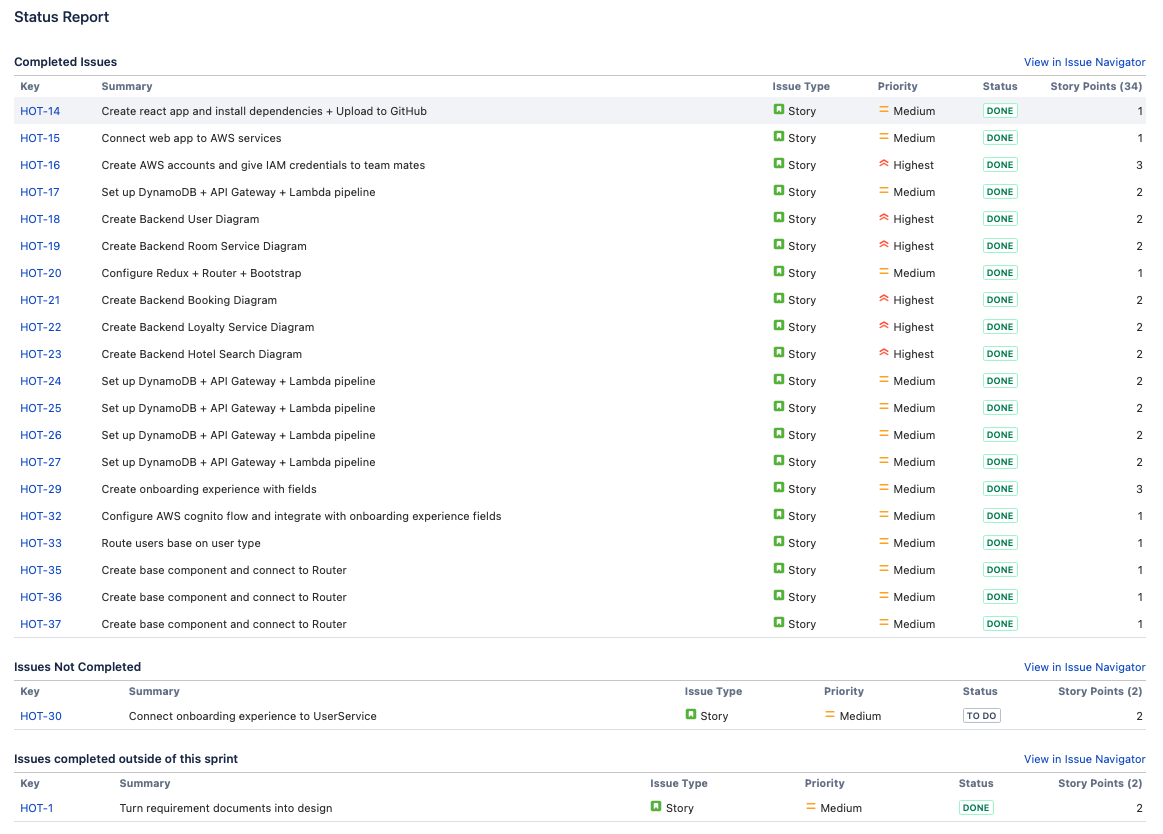 Status Report
Completed Issues View in Issue Navigator
Key Summary Issue Type Priority Status Story Points (34)
HOT-14 Create react app and install dependencies + Upload to GitHub Story Medium DONE 1
HOT-15 Connect web app to AWS services Story Medium DONE 1
HOT-16 Create AWS accounts and give IAM credentials to team mates Story Highest DONE 3
HOT-17 Set up DynamoDB + API Gateway + Lambda pipeline Story Medium DONE 2
HOT-18 Create Backend User Diagram Story Highest DONE 2
HOT-19 Create Backend Room Service Diagram Story Highest DONE 2
HOT-20 Configure Redux + Router + Bootstrap Story Medium DONE 1
HOT-21 Create Backend Booking Diagram Story Highest DONE 2
HOT-22 Create Backend Loyalty Service Diagram Story Highest DONE 2
HOT-23 Create Backend Hotel Search Diagram Story Highest DONE 2
HOT-24 Set up DynamoDB + API Gateway + Lambda pipeline Story Medium DONE 2
HOT-25 Set up DynamoDB + API Gateway + Lambda pipeline Story Medium DONE 2
HOT-26 Set up DynamoDB + API Gateway + Lambda pipeline Story Medium DONE 2
HOT-27 Set up DynamoDB + API Gateway + Lambda pipeline Story Medium DONE 2
HOT-29 Create onboarding experience with fields Story Medium DONE 3
HOT-32 Configure AWS cognito flow and integrate with onboarding experience fields Story Medium DONE 1
HOT-33 Route users base on user type Story Medium DONE 1
HOT-35 Create base component and connect to Router Story Medium DONE 1
HOT-36 Create base component and connect to Router Story Medium DONE 1
HOT-37 Create base component and connect to Router Story Medium DONE 1
Issues Not Completed View in Issue Navigator
Key Summary Issue Type Priority Status Story Points (2)
HOT-30 Connect onboarding experience to UserService Story Medium TO DO 2
Issues completed outside of this sprint View in Issue Navigator
Key Summary Issue Type Priority Status Story Points (2)
HOT-1 Turn requirement documents into design Story Medium DONE 2